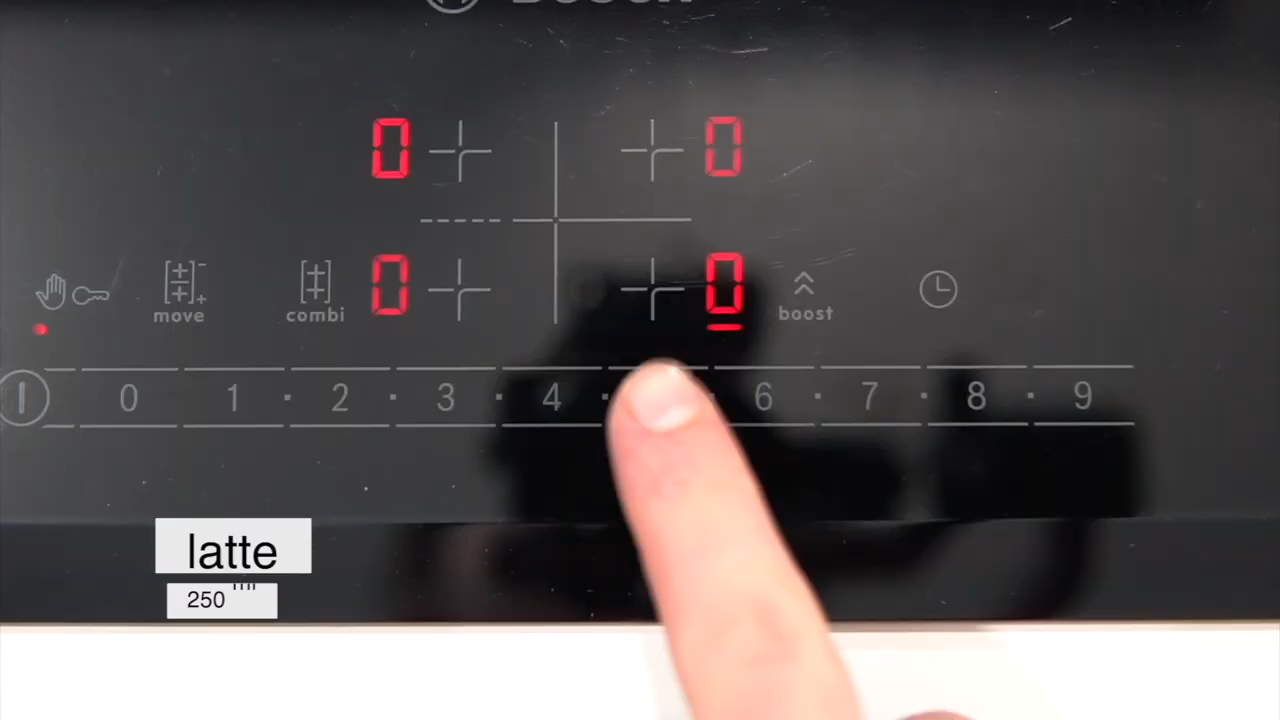 0 0
0 0
move combi boost
0 1 2 3 4 6 7 8 9
latte
250